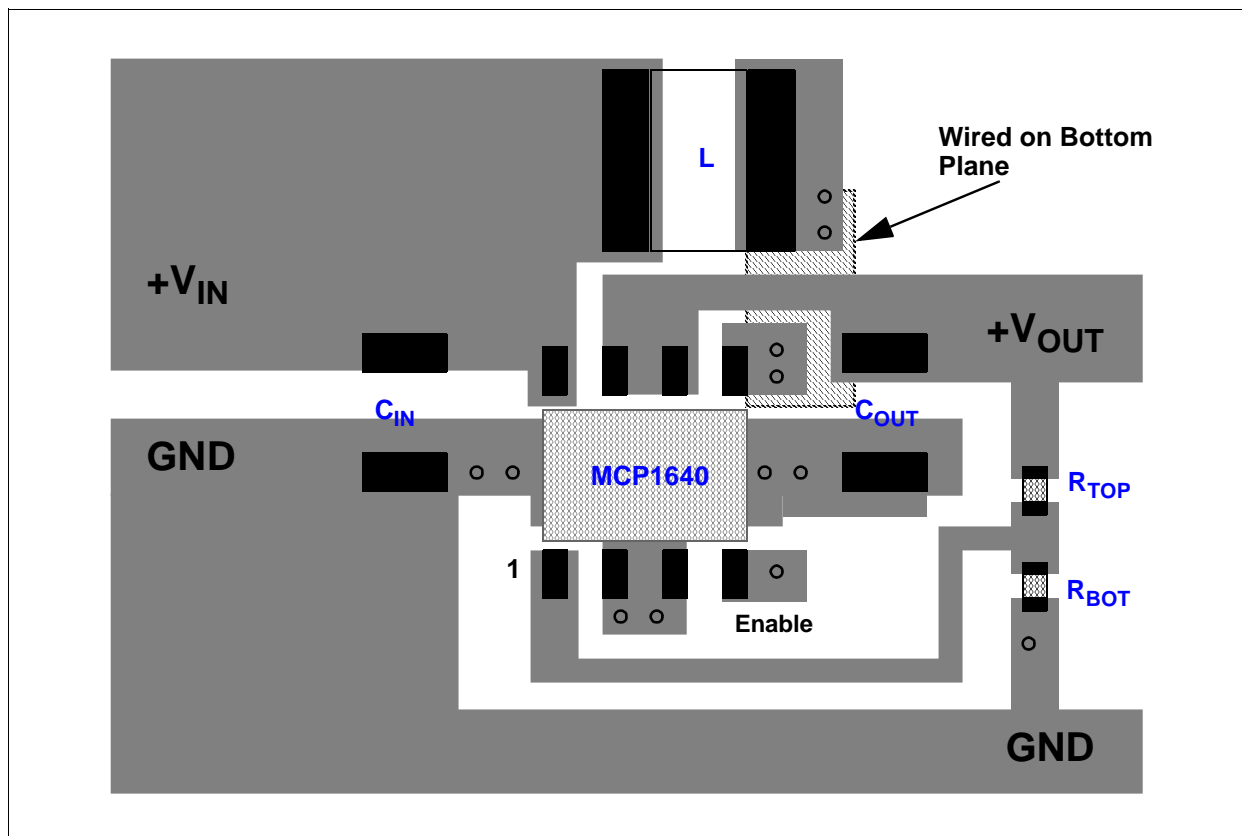 L
Wired on Bottom
Plane
+VIN
+VOUT
CIN
COUT
GND
MCP1640
RTOP
1
RBOT
Enable
GND